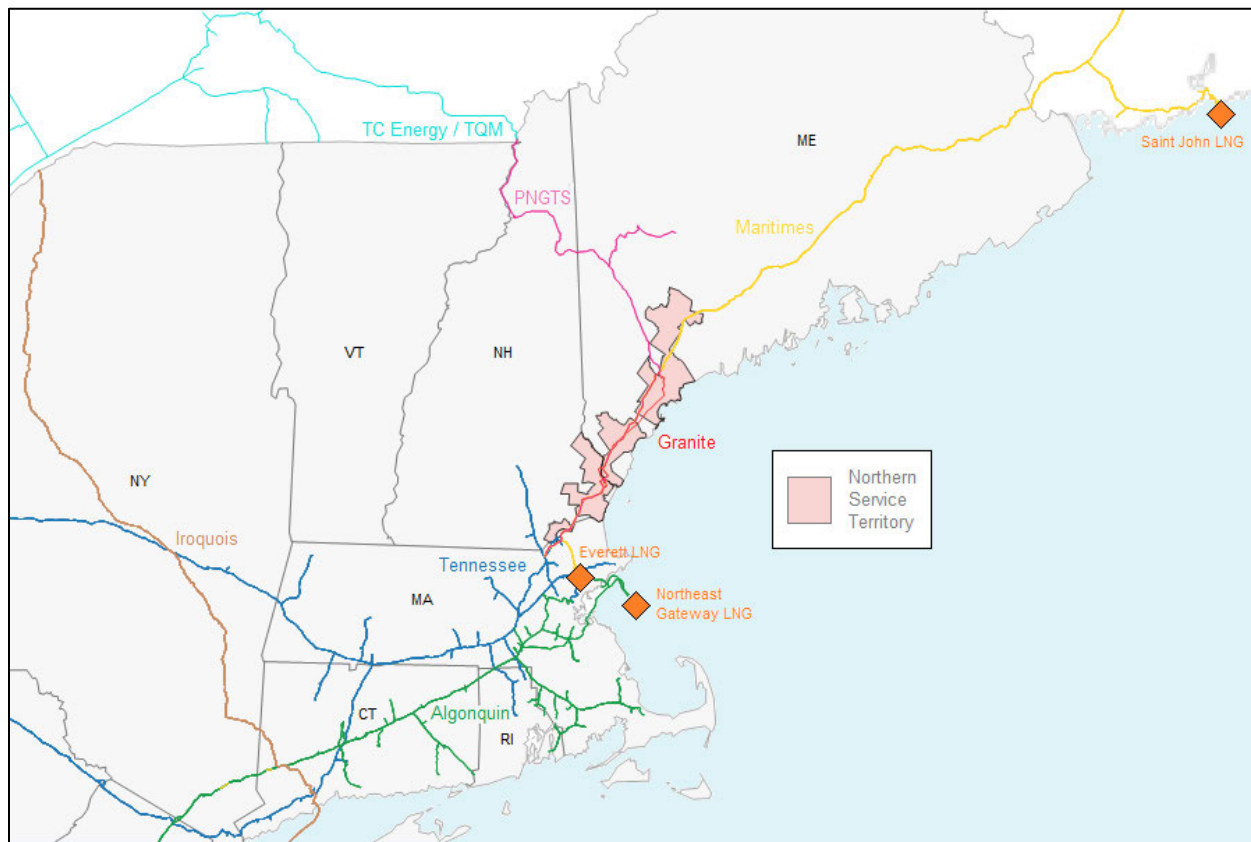 TC Energy / TQM
ME
Saint John LNG
PNGTS
Maritimes
VT
NH
Granite
NY
Northern
Service
Territory
Iroquois
Everett LNG
Tennessee
MA
Northeast
Gateway LNG
CT
Algonquin
RI